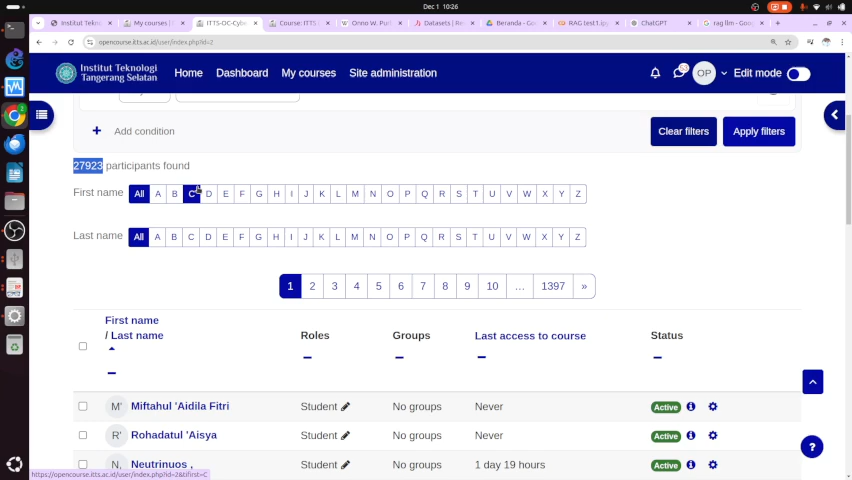 Dec 1 10:26
Institut Tekno
My courses |
ITTS-OC-Cybe
Course: ITTS
Onno W. Pur
Datasets | Re
Beranda - Goo
RAG test1.ip
ChatGPT
rag llm - Goog
opencourse.itts.ac.id/user/index.php?id=2
Institut Teknologi
Tangerang Selatan
Home Dashboard My courses Site administration
OP
Edit mode
+ Add condition
Clear filters
Apply filters
27923 participants found
First name All A B C D E F G H I J K L M N O P Q R S T U V W X Y Z
Last name All A B C D E F G H I J K L M N O P Q R S T U V W X Y Z
1 2 3 4 5 6 7 8 9 10 … 1397 »
First name
/ Last name
Roles
Groups
Last access to course
Status
M' Miftahul 'Aidila Fitri Student No groups Never Active
R' Rohadatul 'Aisya Student No groups Never Active
N, Neutrinuos , Student No groups 1 day 19 hours Active
https://opencourse.itts.ac.id/user/index.php?id=2&tifirst=C